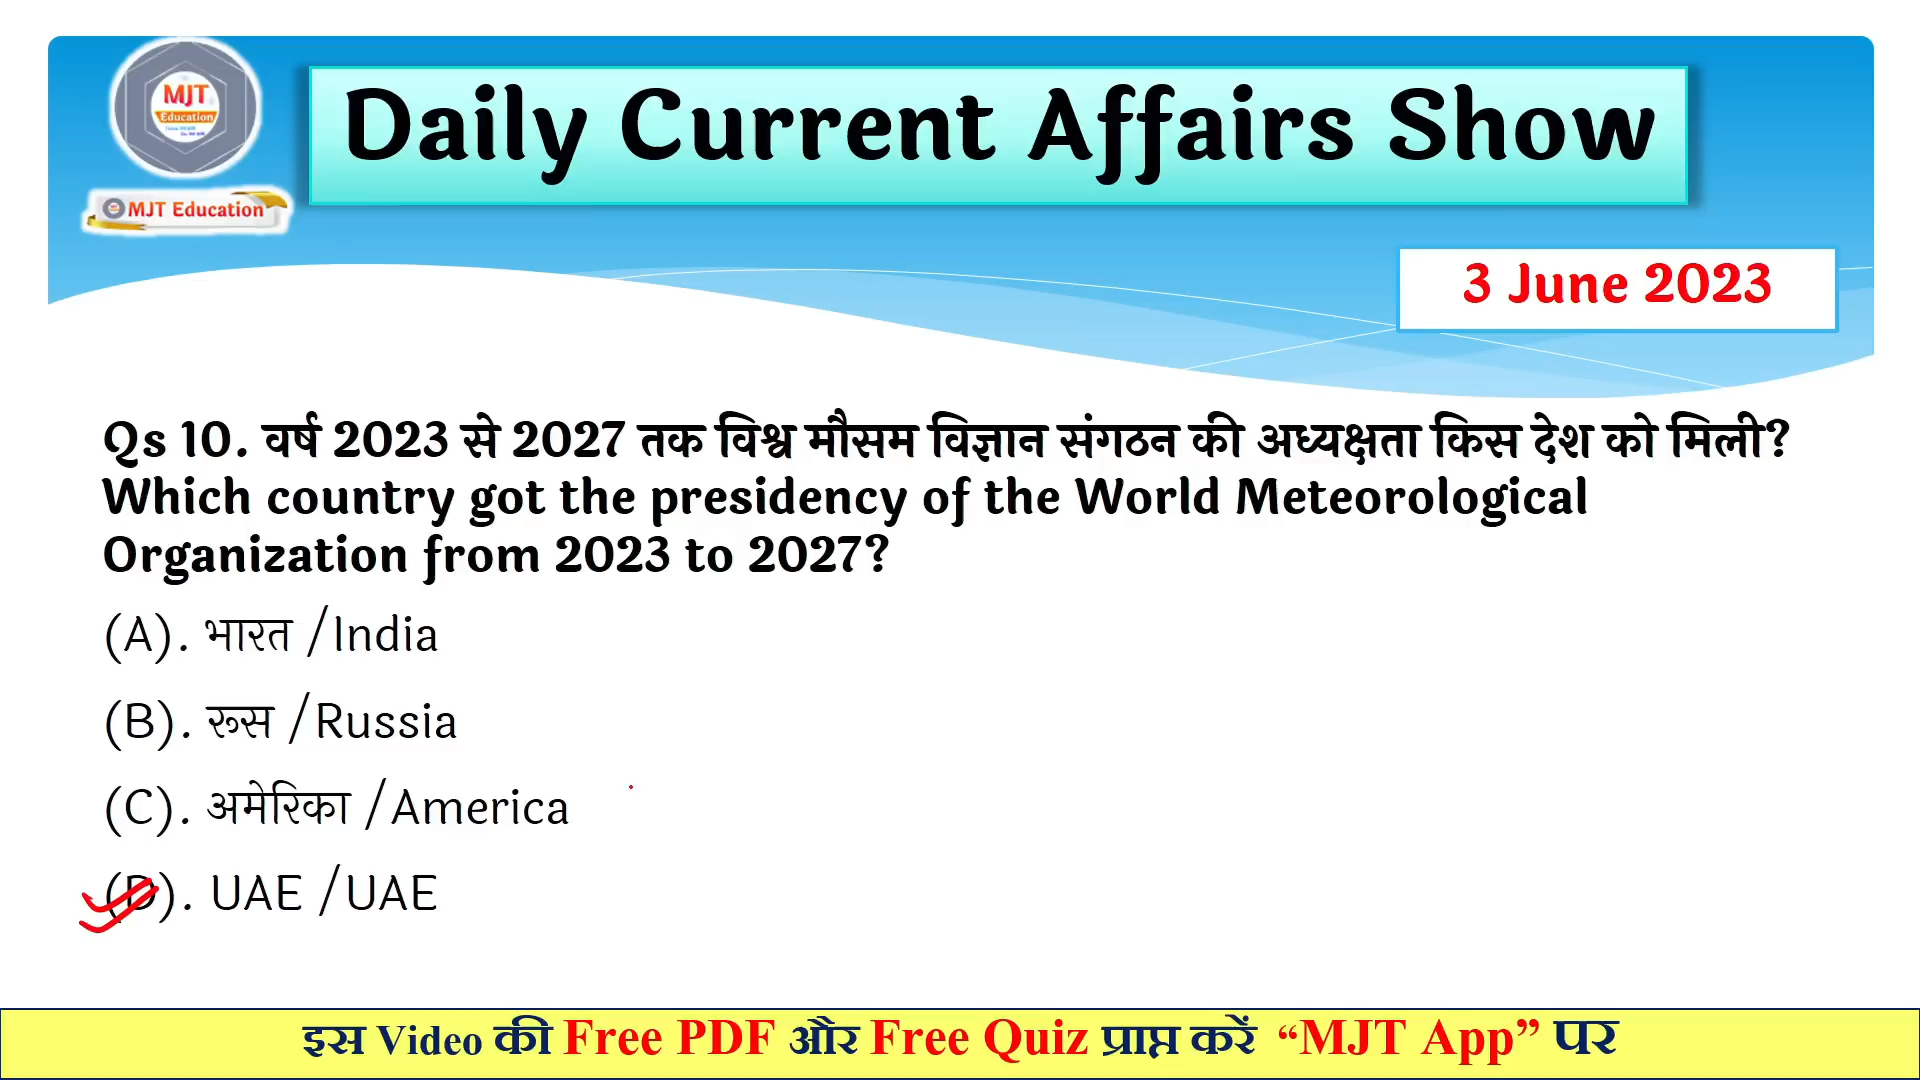 MJT
Education
MJT Education
Daily Current Affairs Show
3 June 2023
Qs 10. वर्ष 2023 से 2027 तक विश्व मौसम विज्ञान संगठन की अध्यक्षता किस देश को मिली?
Which country got the presidency of the World Meteorological
Organization from 2023 to 2027?
(A). भारत /India
(B). रूस /Russia
(C). अमेरिका /America
(D). UAE /UAE
इस Video की Free PDF और Free Quiz प्राप्त करें “MJT App” पर